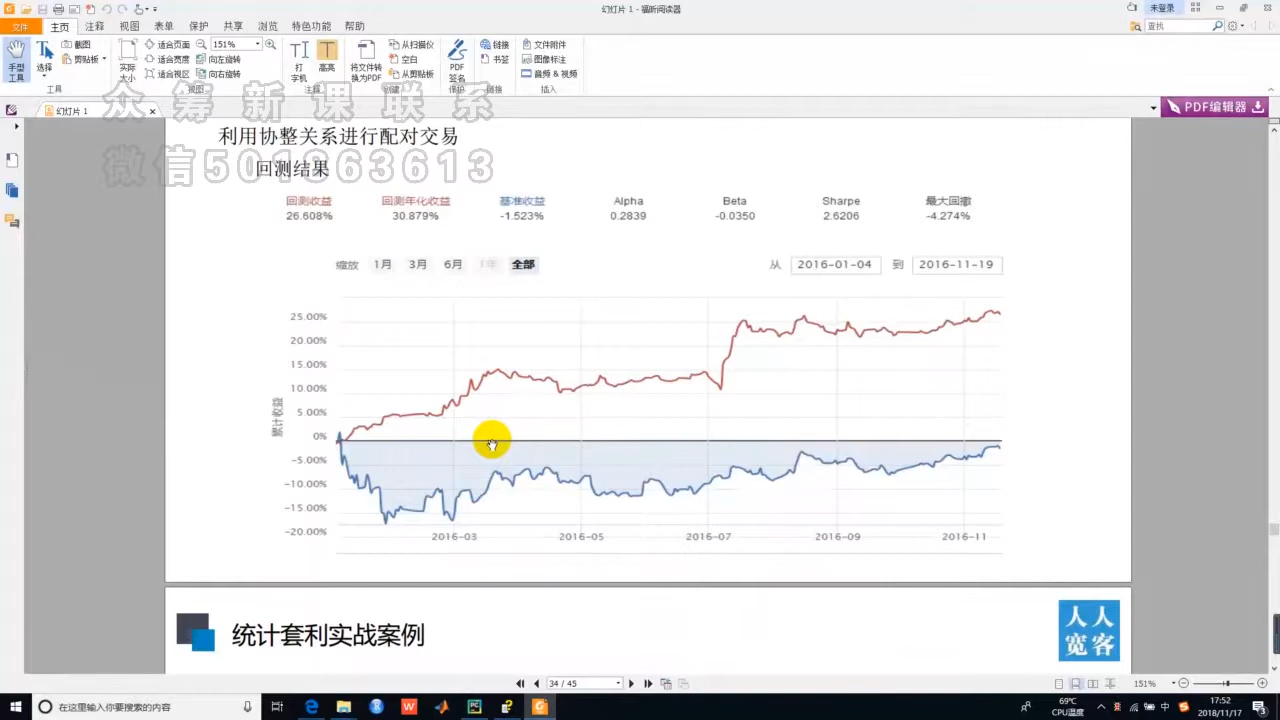 幻灯片 1 - 福昕阅读器
未登录
文件 主页 注释 视图 表单 保护 共享 浏览 特色功能 帮助
查找
手型工具
选择
截图
剪贴板
工具
实际大小
适合页面
适合宽度
适合视区
151%
向左旋转
向右旋转
视图
打字机
高亮
注释
将文件转换为PDF
从扫描仪
空白
从剪贴板
创建
PDF签名
保护
链接
书签
链接
文件附件
图像标注
音频 & 视频
插入
幻灯片 1
PDF编辑器
众筹新课联系
微信501863613
利用协整关系进行配对交易
回测结果
回测收益 回测年化收益 基准收益 Alpha Beta Sharpe 最大回撤
26.608% 30.879% -1.523% 0.2839 -0.0350 2.6206 -4.274%
缩放 1月 3月 6月 1年 全部 从 2016-01-04 到 2016-11-19
累计收益
25.00%
20.00%
15.00%
10.00%
5.00%
0%
-5.00%
-10.00%
-15.00%
-20.00%
2016-03 2016-05 2016-07 2016-09 2016-11
统计套利实战案例
人人宽客
34 / 45
151%
在这里输入你要搜索的内容
69℃
CPU温度
中
17:52
2018/11/17